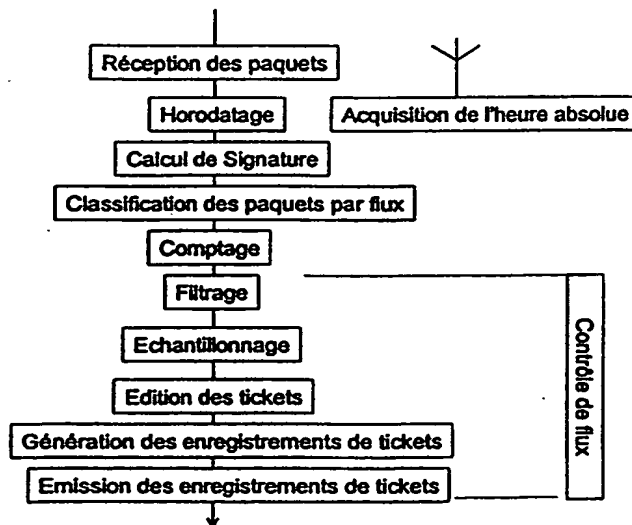 Réception des paquets
Horodatage
Acquisition de l'heure absolue
Calcul de Signature
Classification des paquets par flux
Comptage
Filtrage
Echantillonnage
Edition des tickets
Génération des enregistrements de tickets
Emission des enregistrements de tickets
Contrôle de flux